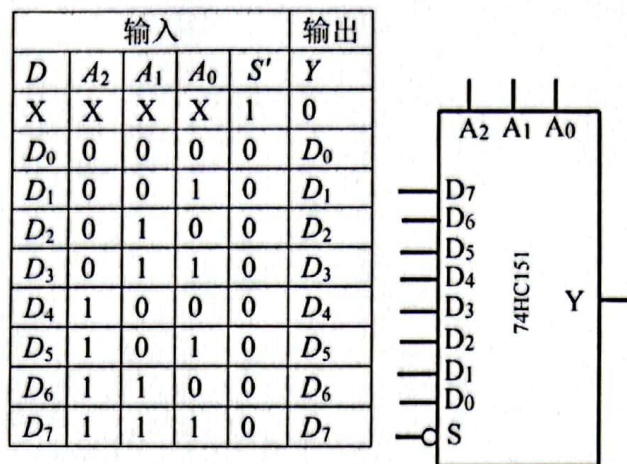 输入 输出
D A₂ A₁ A₀ S' Y
X X X X 1 0
D₀ 0 0 0 0 D₀
D₁ 0 0 1 0 D₁
D₂ 0 1 0 0 D₂
D₃ 0 1 1 0 D₃
D₄ 1 0 0 0 D₄
D₅ 1 0 1 0 D₅
D₆ 1 1 0 0 D₆
D₇ 1 1 1 0 D₇
A₂ A₁ A₀
D₇
D₆
D₅
D₄
D₃
D₂
D₁
D₀
S
74HC151
Y